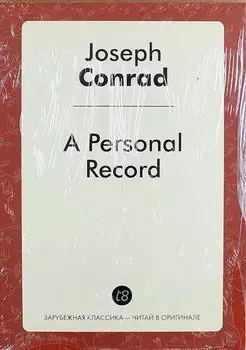 Joseph
Conrad
A Personal
Record
t8
ЗАРУБЕЖНАЯ КЛАССИКА — ЧИТАЙ В ОРИГИНАЛЕ